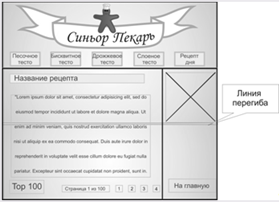 Синьор Пекарь
Песочное тесто
Бисквитное тесто
Дрожжевое тесто
Слоеное тесто
Рецепт дня
Название рецепта
"Lorem ipsum dolor sit amet, consectetur adipisicing elit, sed do
eiusmod tempor incididunt ut labore et dolore magna aliqua. Ut
enim ad minim veniam, quis nostrud exercitation ullamco laboris
nisi ut aliquip ex ea commodo consequat. Duis aute irure dolor in
reprehenderit in voluptate velit esse cillum dolore eu fugiat nulla
pariatur. Excepteur sint occaecat cupidatat non proident, sunt in
Top 100
Страница 1 из 100
1
2
3
4
На главную
Линия
перегиба